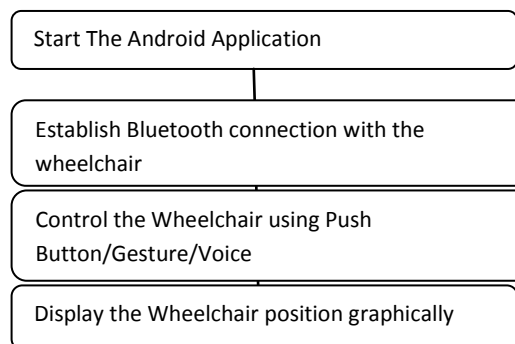 Start The Android Application
Establish Bluetooth connection with the
wheelchair
Control the Wheelchair using Push
Button/Gesture/Voice
Display the Wheelchair position graphically